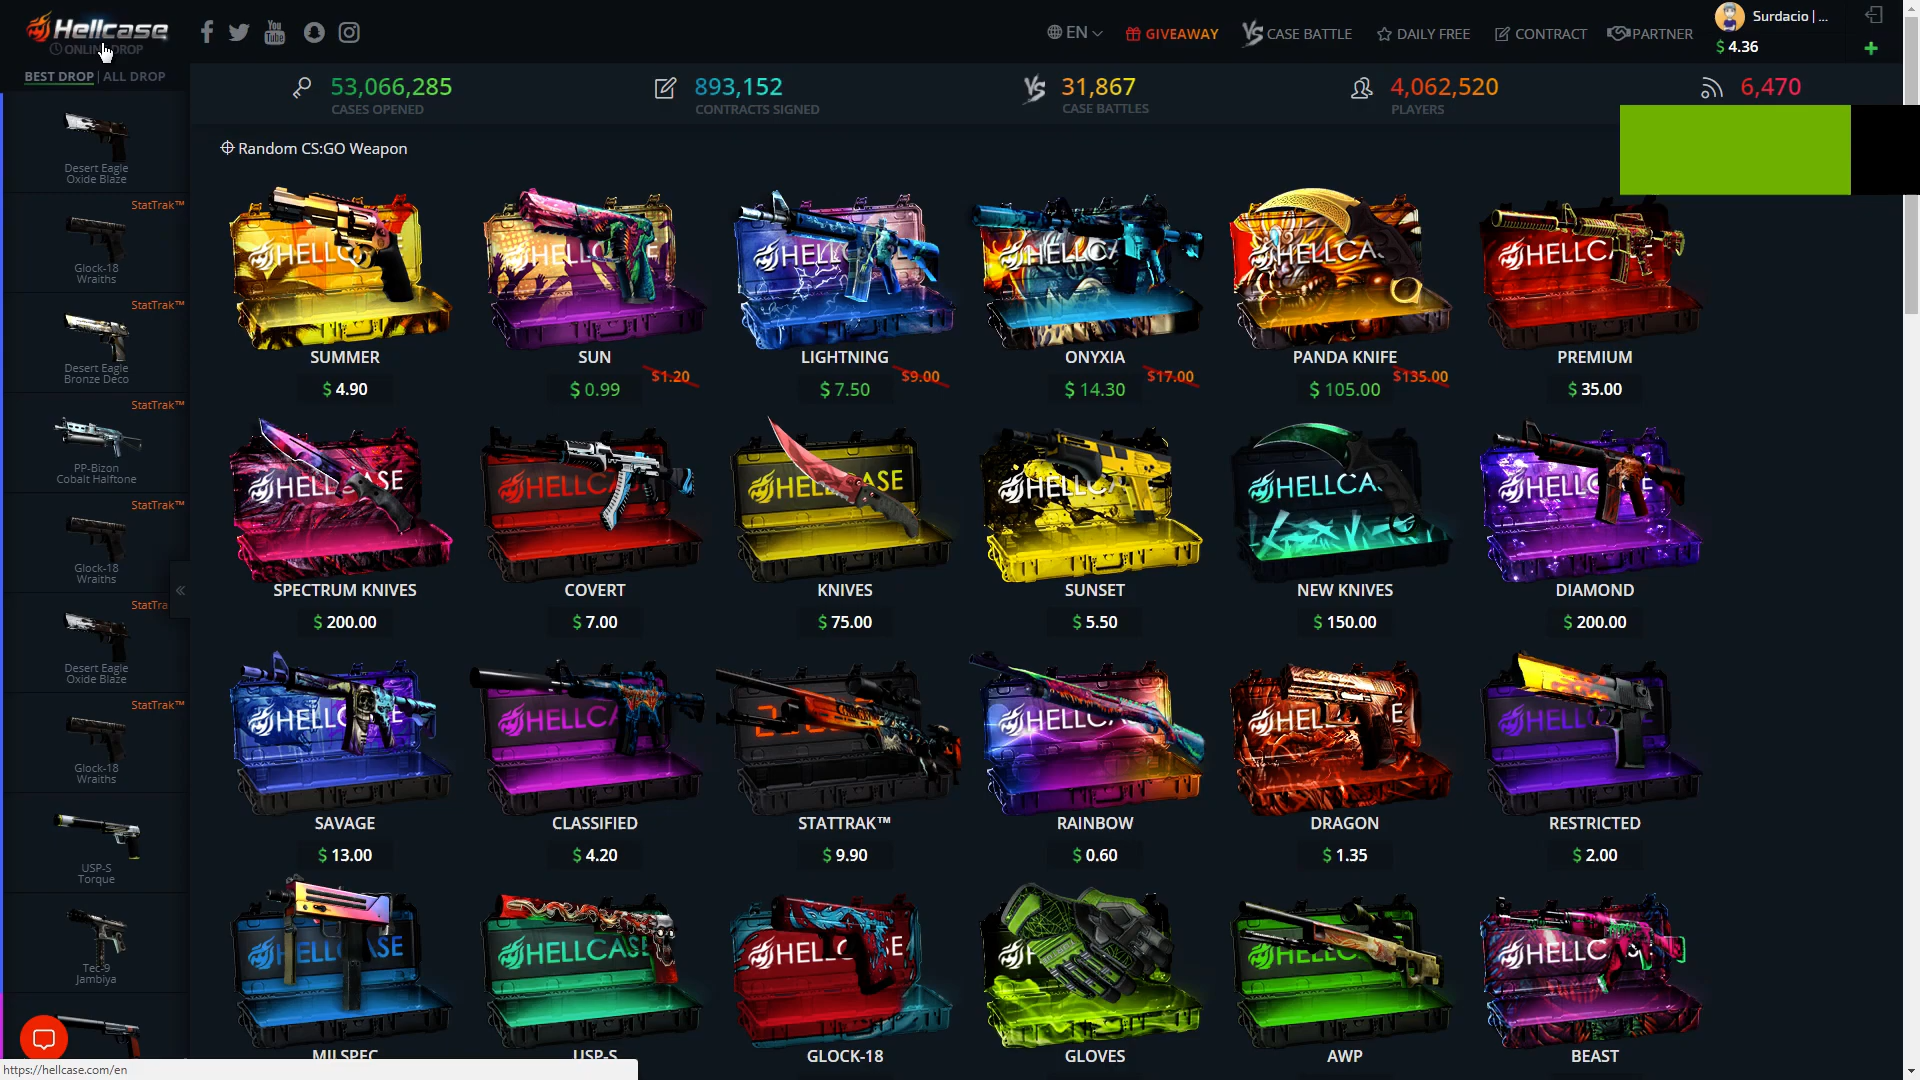 Hellcase
ONLINE DROP
BEST DROP | ALL DROP
EN
GIVEAWAY
VS CASE BATTLE
DAILY FREE
CONTRACT
PARTNER
Surdacio | ...
$ 4.36
53,066,285
CASES OPENED
893,152
CONTRACTS SIGNED
VS
31,867
CASE BATTLES
4,062,520
PLAYERS
6,470
Random CS:GO Weapon
Desert Eagle
Oxide Blaze
StatTrak™
Glock-18
Wraiths
StatTrak™
Desert Eagle
Bronze Deco
StatTrak™
PP-Bizon
Cobalt Halftone
StatTrak™
Glock-18
Wraiths
StatTra
Desert Eagle
Oxide Blaze
StatTrak™
Glock-18
Wraiths
USP-S
Torque
Tec-9
Jambiya
SUMMER
$ 4.90
SUN
$ 0.99
$1.20
LIGHTNING
$ 7.50
$9.00
ONYXIA
$ 14.30
$17.00
PANDA KNIFE
$ 105.00
$135.00
PREMIUM
$ 35.00
SPECTRUM KNIVES
$ 200.00
COVERT
$ 7.00
KNIVES
$ 75.00
SUNSET
$ 5.50
NEW KNIVES
$ 150.00
DIAMOND
$ 200.00
SAVAGE
$ 13.00
CLASSIFIED
$ 4.20
STATTRAK™
$ 9.90
RAINBOW
$ 0.60
DRAGON
$ 1.35
RESTRICTED
$ 2.00
MILSPEC
USP-S
GLOCK-18
GLOVES
AWP
BEAST
https://hellcase.com/en